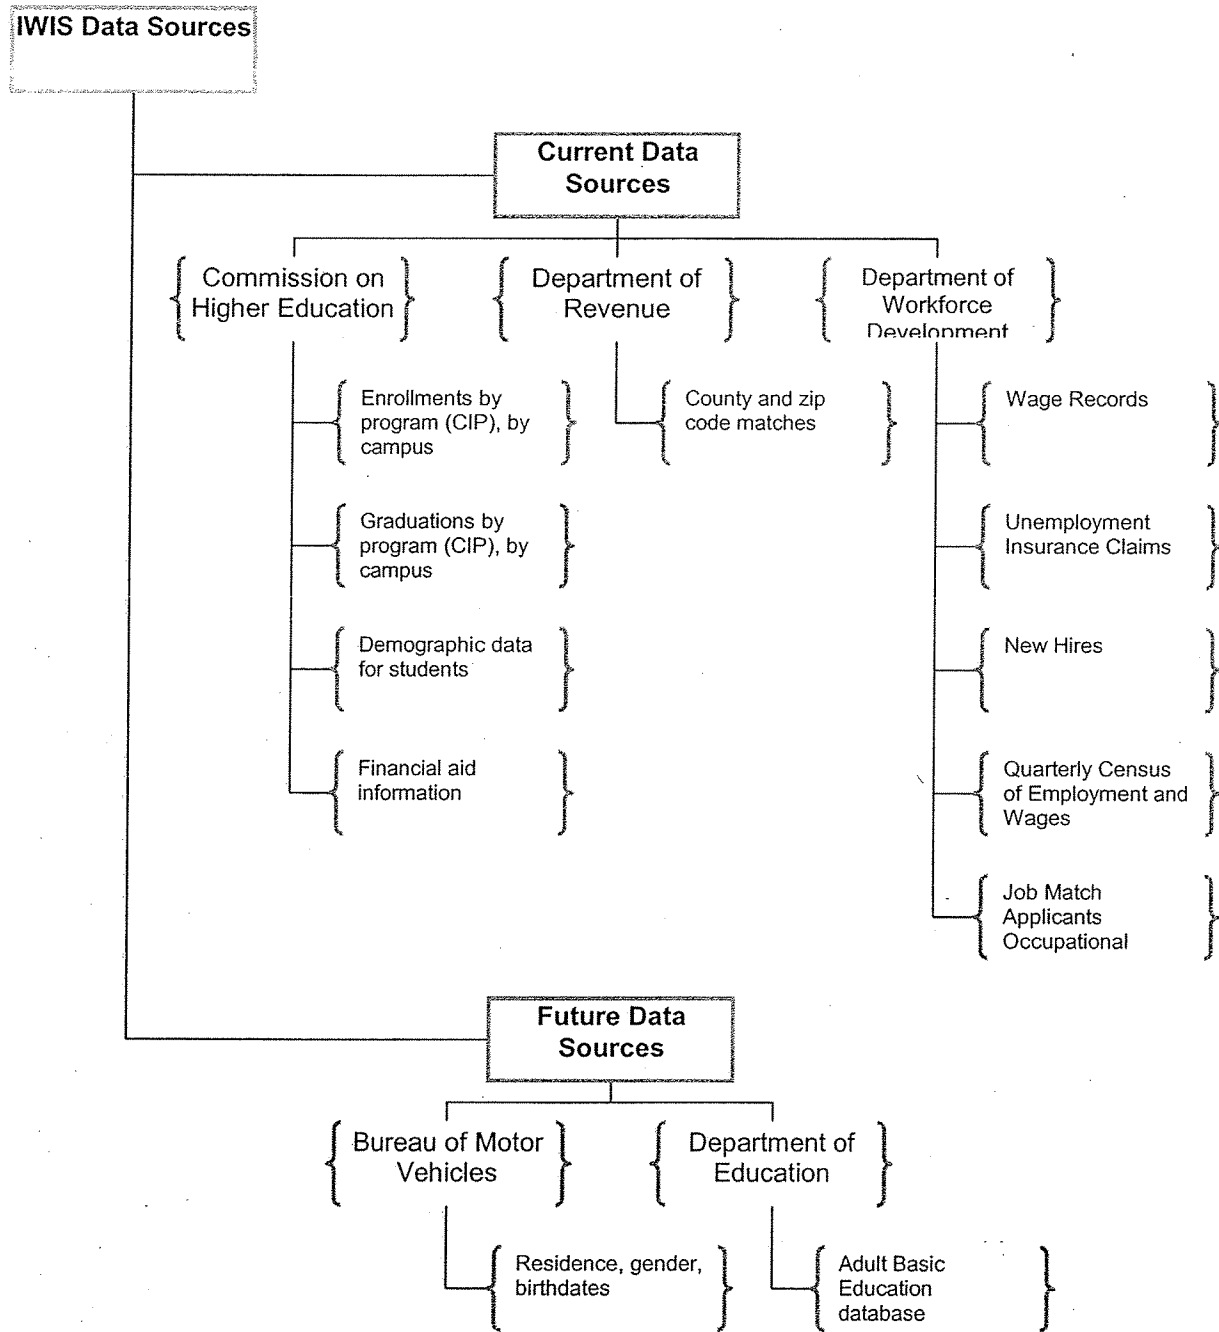 IWIS Data Sources
Current Data
Sources
Commission on
Higher Education
Department of
Revenue
Department of
Workforce
Development
Enrollments by
program (CIP), by
campus
County and zip
code matches
Wage Records
Graduations by
program (CIP), by
campus
Unemployment
Insurance Claims
Demographic data
for students
New Hires
Financial aid
information
Quarterly Census
of Employment and
Wages
Job Match
Applicants
Occupational
Future Data
Sources
Bureau of Motor
Vehicles
Department of
Education
Residence, gender,
birthdates
Adult Basic
Education
database